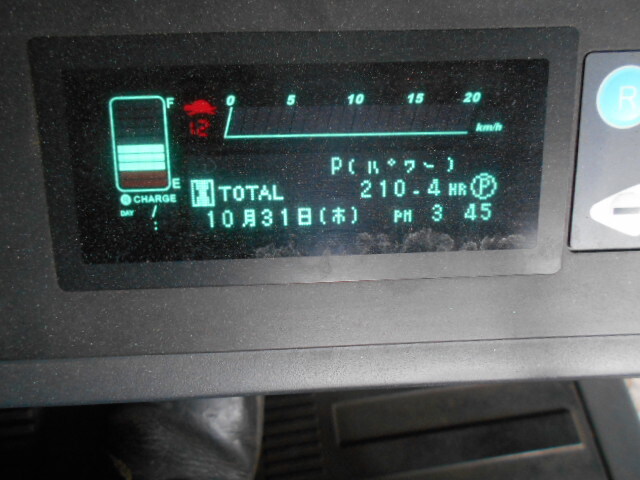 F
0 5 10 15 20
12
km/h
P(ﾊﾟﾜｰ)
E
TOTAL 210.4 HR Ⓟ
CHARGE
DAY
10月31日(木) PM 3 45
R